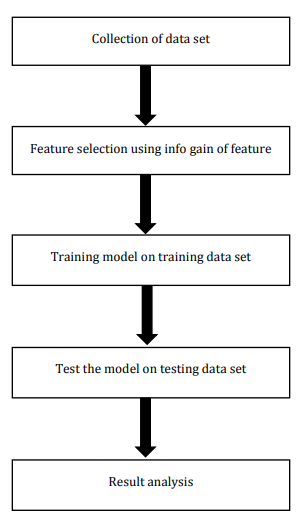 Collection of data set
Feature selection using info gain of feature
Training model on training data set
Test the model on testing data set
Result analysis